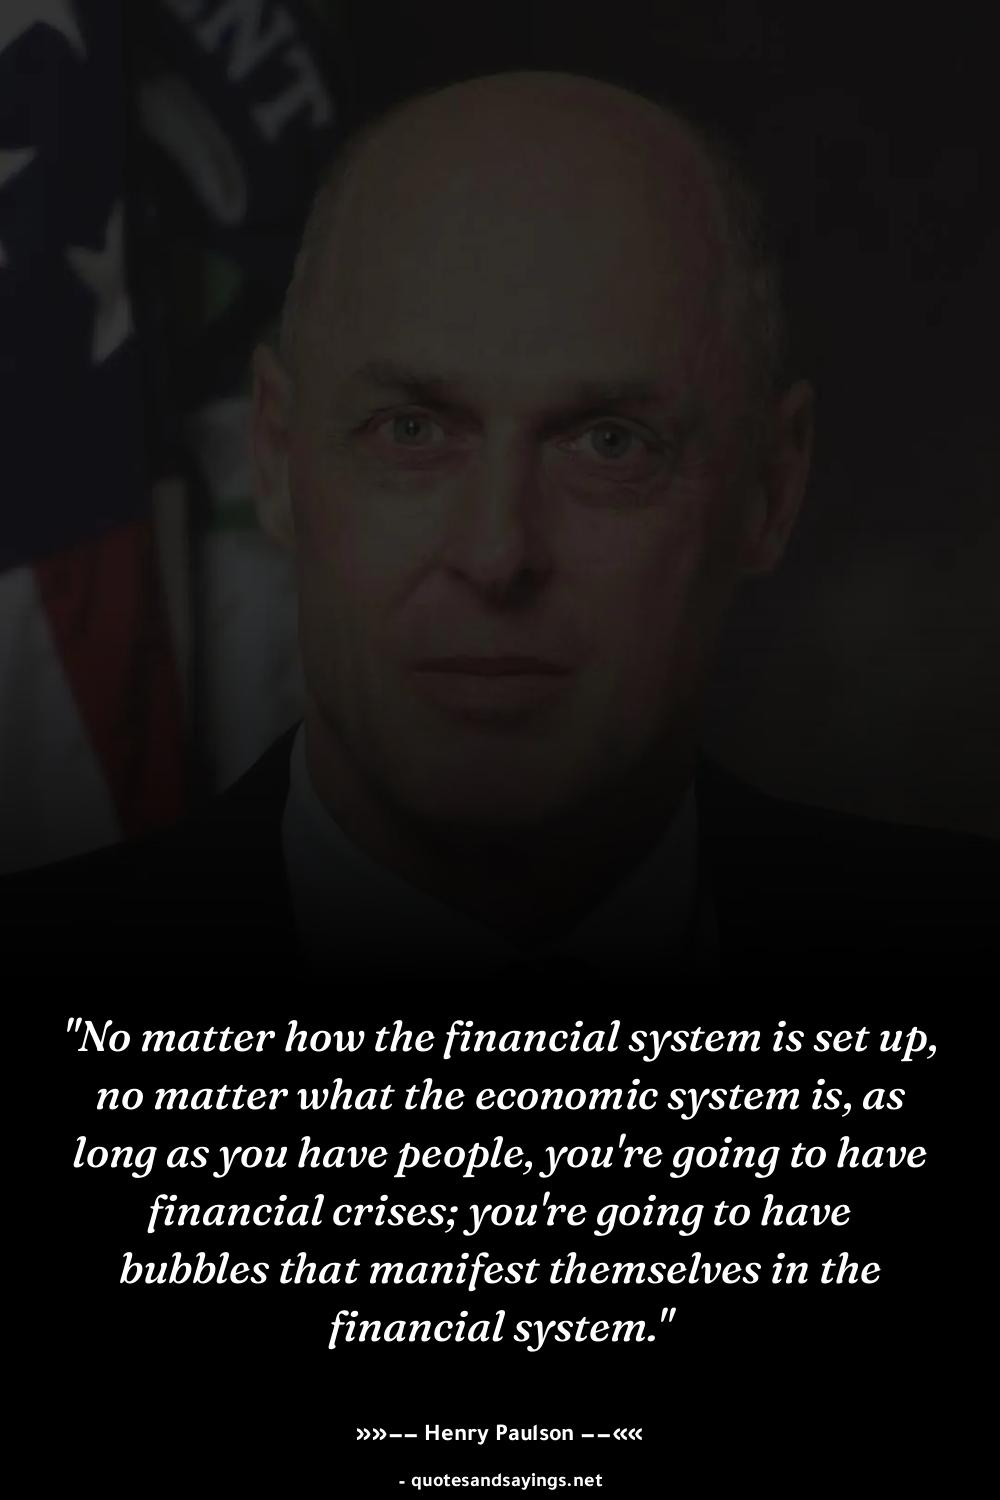 ENT
"No matter how the financial system is set up,
no matter what the economic system is, as
long as you have people, you're going to have
financial crises; you're going to have
bubbles that manifest themselves in the
financial system."
»»–– Henry Paulson ––««
- quotesandsayings.net